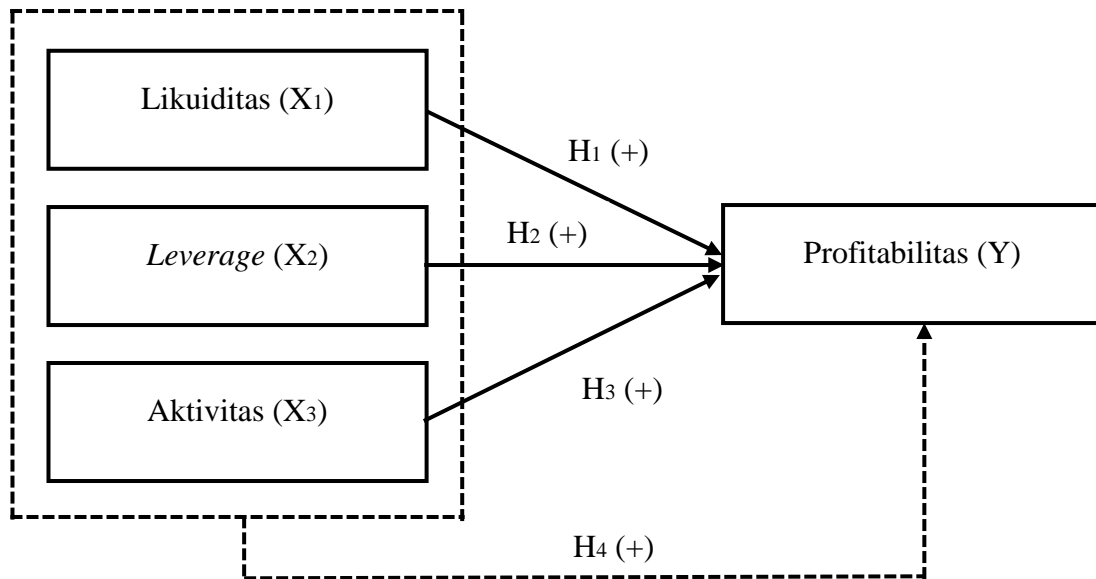 Likuiditas (X1)
H1 (+)
Leverage (X2)
H2 (+)
Profitabilitas (Y)
Aktivitas (X3)
H3 (+)
H4 (+)